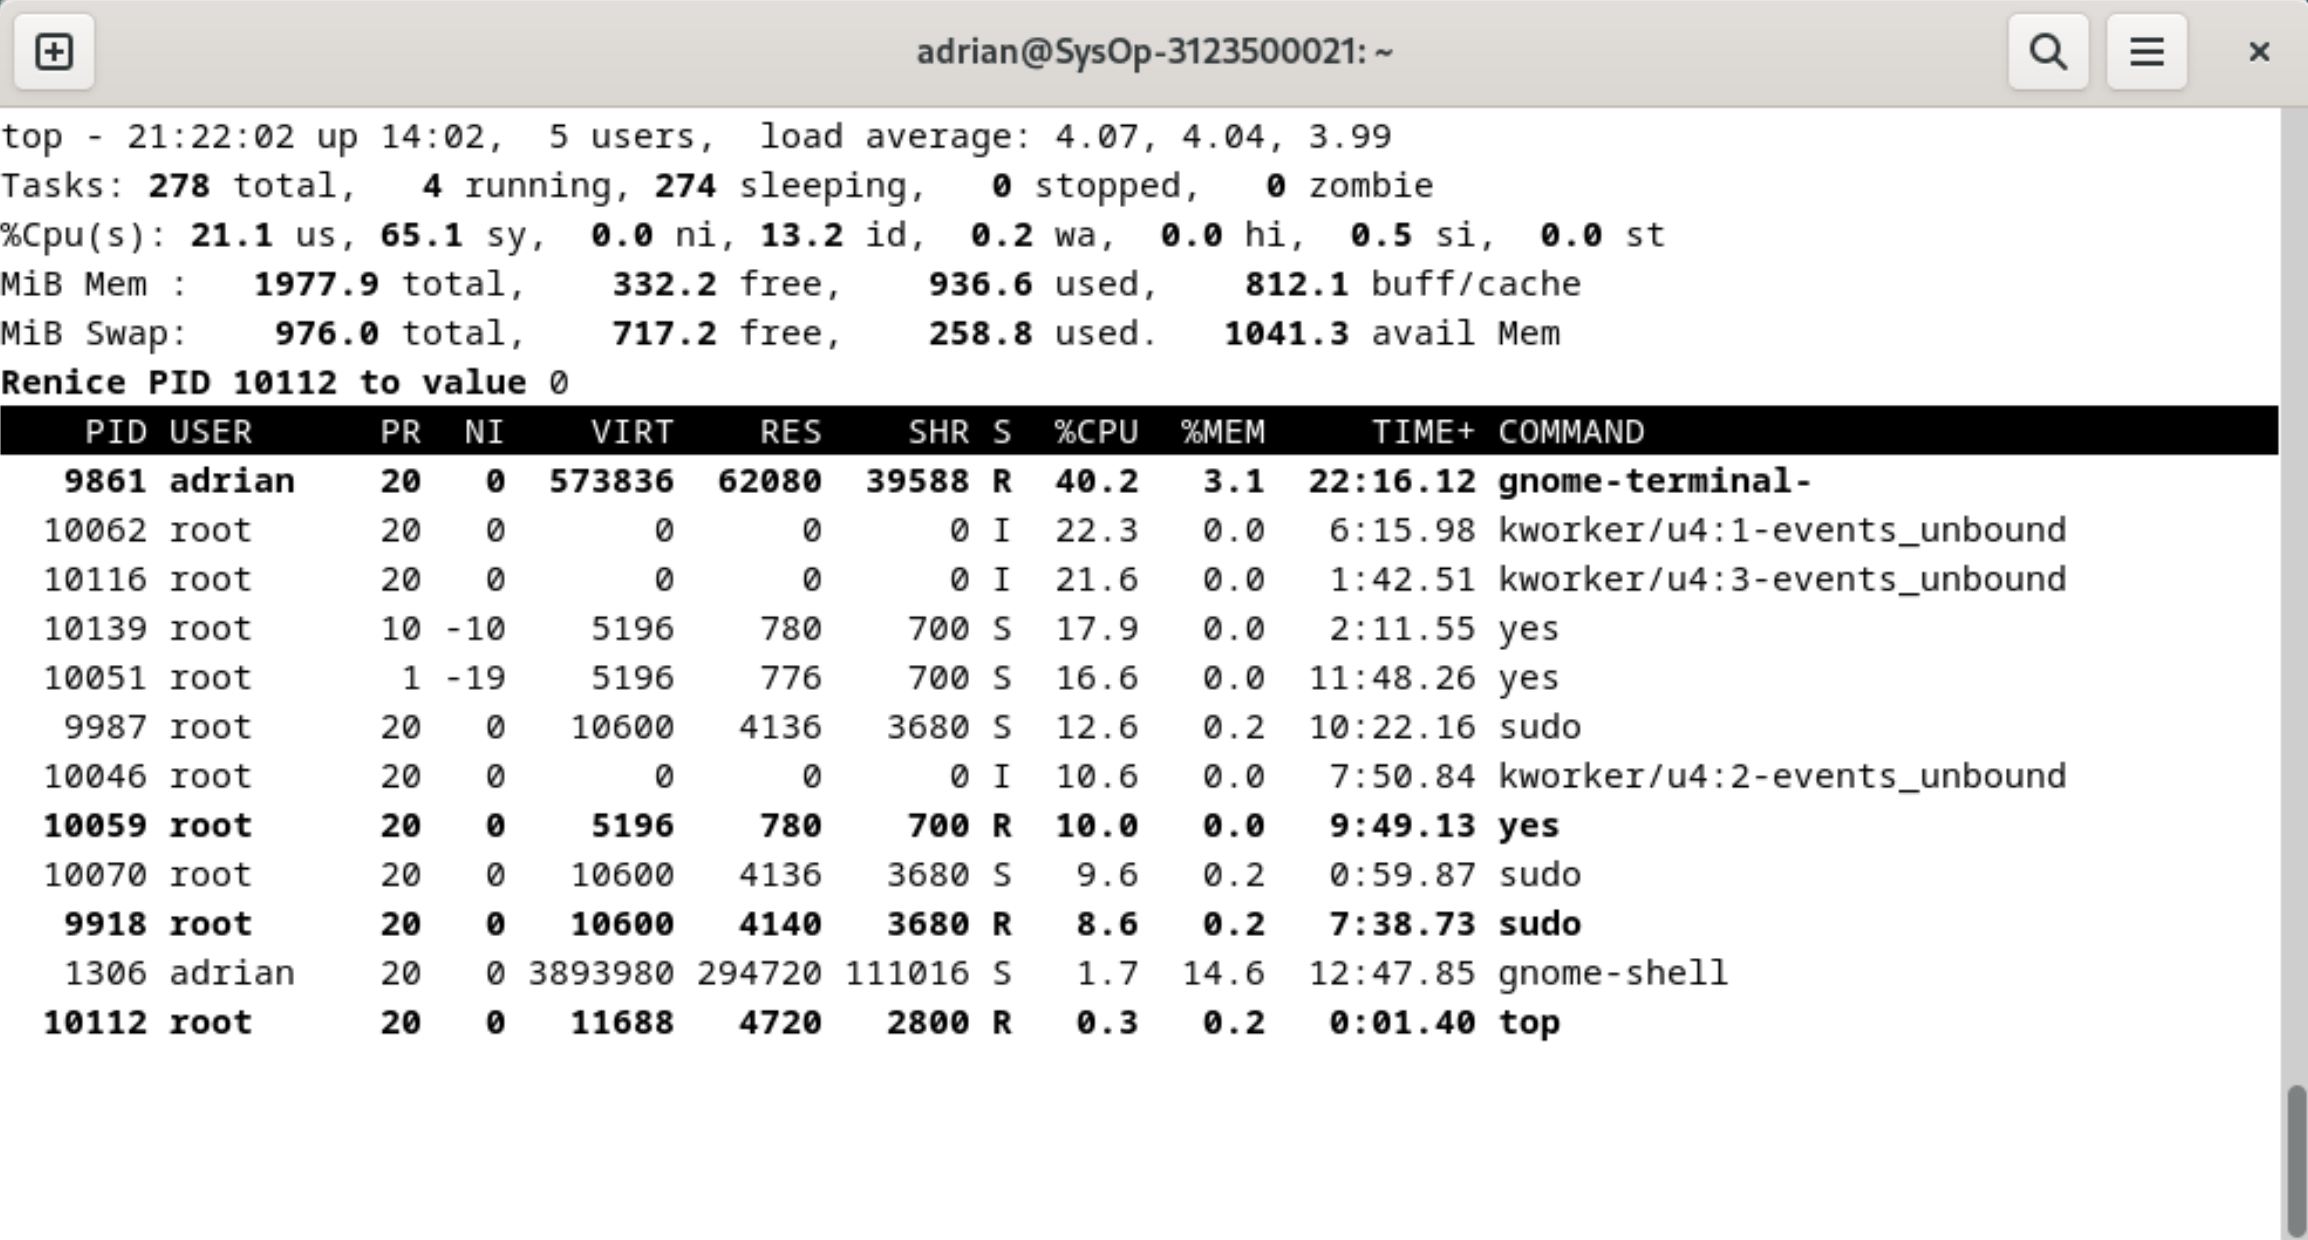 adrian@SysOp-3123500021: ~
top - 21:22:02 up 14:02,  5 users,  load average: 4.07, 4.04, 3.99
Tasks: 278 total,   4 running, 274 sleeping,   0 stopped,   0 zombie
%Cpu(s): 21.1 us, 65.1 sy,  0.0 ni, 13.2 id,  0.2 wa,  0.0 hi,  0.5 si,  0.0 st
MiB Mem :   1977.9 total,    332.2 free,    936.6 used,    812.1 buff/cache
MiB Swap:    976.0 total,    717.2 free,    258.8 used.   1041.3 avail Mem
Renice PID 10112 to value 0
    PID USER      PR  NI    VIRT    RES    SHR S  %CPU  %MEM     TIME+ COMMAND
   9861 adrian    20   0  573836  62080  39588 R  40.2   3.1  22:16.12 gnome-terminal-
  10062 root      20   0       0      0      0 I  22.3   0.0   6:15.98 kworker/u4:1-events_unbound
  10116 root      20   0       0      0      0 I  21.6   0.0   1:42.51 kworker/u4:3-events_unbound
  10139 root      10 -10    5196    780    700 S  17.9   0.0   2:11.55 yes
  10051 root       1 -19    5196    776    700 S  16.6   0.0  11:48.26 yes
   9987 root      20   0   10600   4136   3680 S  12.6   0.2  10:22.16 sudo
  10046 root      20   0       0      0      0 I  10.6   0.0   7:50.84 kworker/u4:2-events_unbound
  10059 root      20   0    5196    780    700 R  10.0   0.0   9:49.13 yes
  10070 root      20   0   10600   4136   3680 S   9.6   0.2   0:59.87 sudo
   9918 root      20   0   10600   4140   3680 R   8.6   0.2   7:38.73 sudo
   1306 adrian    20   0 3893980 294720 111016 S   1.7  14.6  12:47.85 gnome-shell
  10112 root      20   0   11688   4720   2800 R   0.3   0.2   0:01.40 top